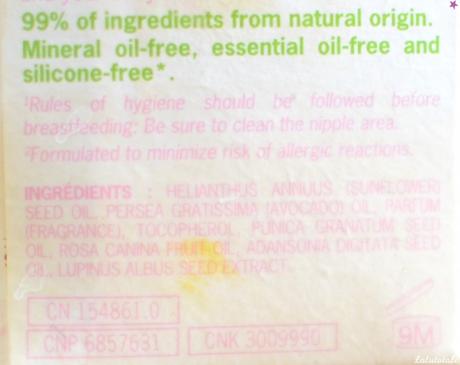 99% of ingredients from natural origin.
Mineral oil-free, essential oil-free and
silicone-free*.
¹Rules of hygiene should be followed before
breastfeeding: Be sure to clean the nipple area.
²Formulated to minimize risk of allergic reactions.
INGRÉDIENTS : HELIANTHUS ANNUUS (SUNFLOWER)
SEED OIL, PERSEA GRATISSIMA (AVOCADO) OIL, PARFUM
(FRAGRANCE), TOCOPHEROL, PUNICA GRANATUM SEED
OIL, ROSA CANINA FRUIT OIL, ADANSONIA DIGITATA SEED
OIL, LUPINUS ALBUS SEED EXTRACT.
CN 154861.0
CNP 6857631 CNK 3009990
9M
Lalutotale